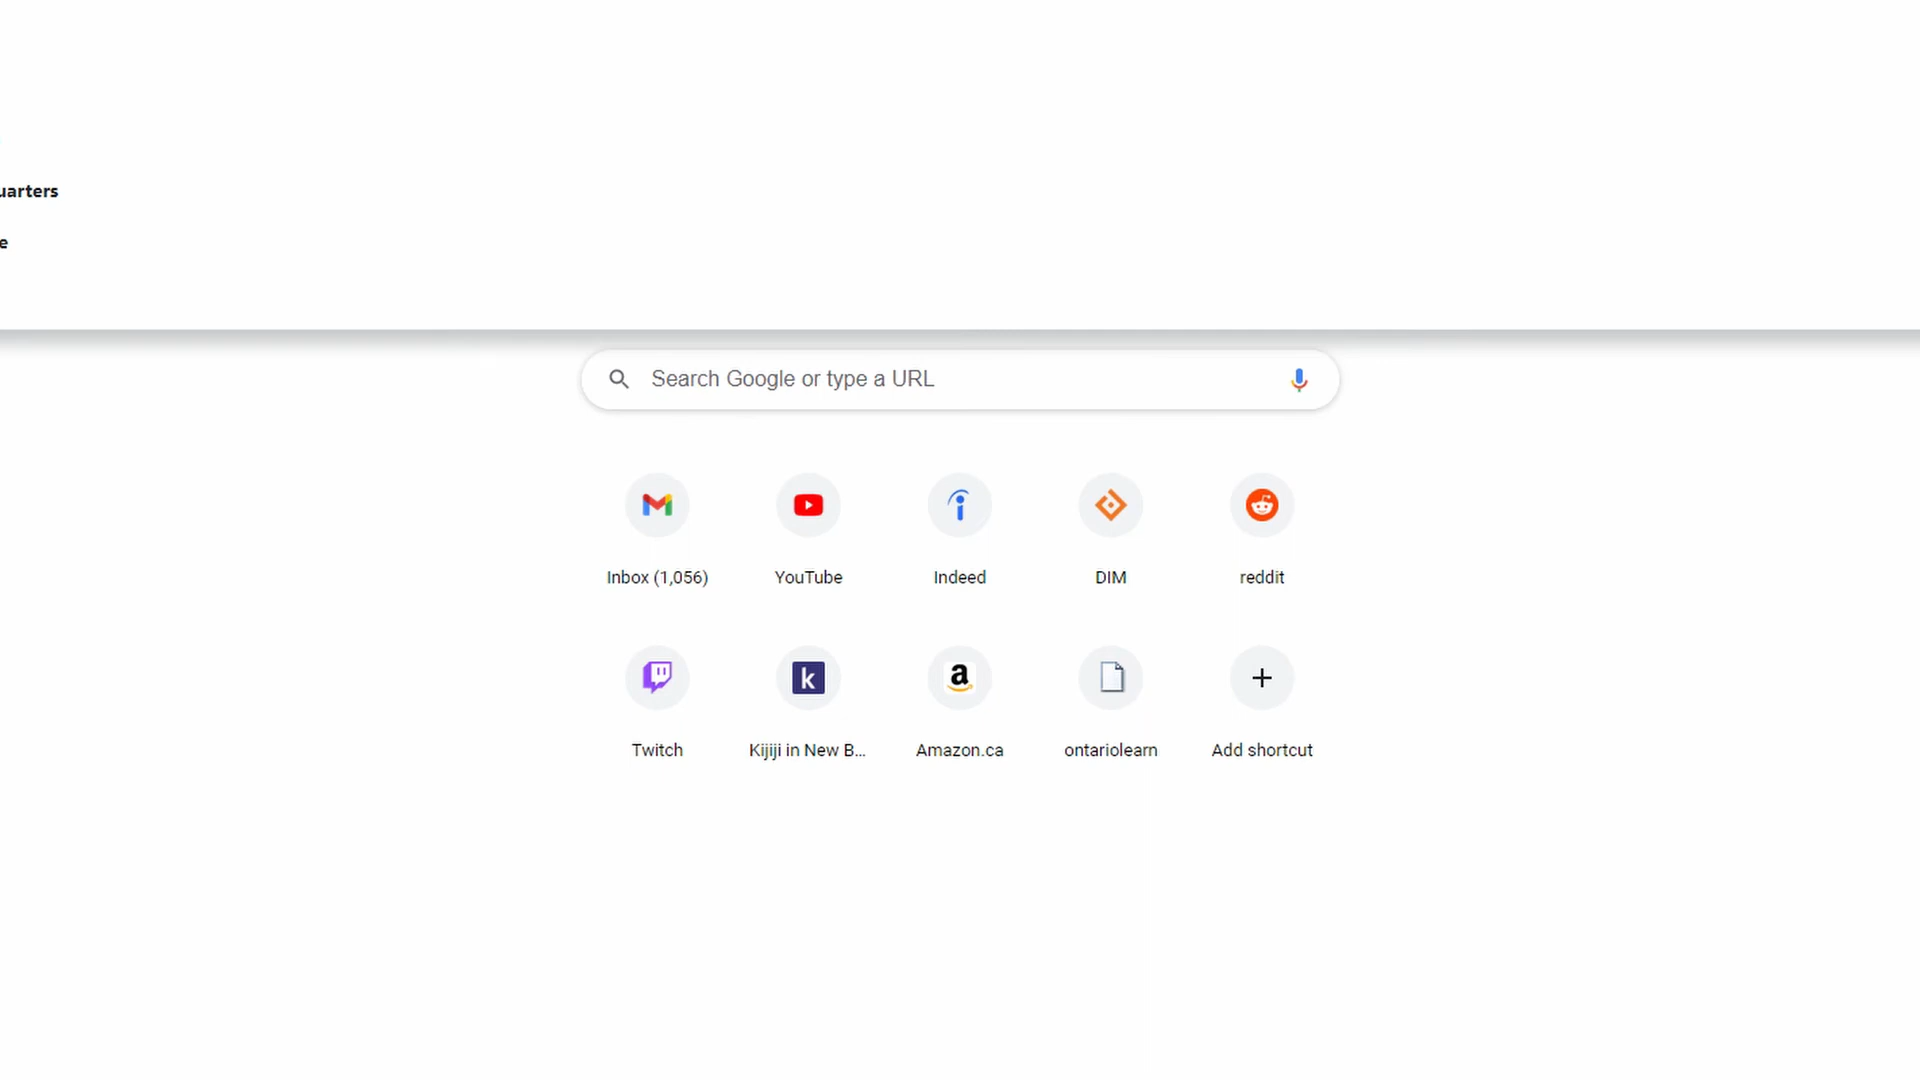 uarters
e
Search Google or type a URL
Inbox (1,056)
YouTube
Indeed
DIM
reddit
k
a
Twitch
Kijiji in New B...
Amazon.ca
ontariolearn
Add shortcut